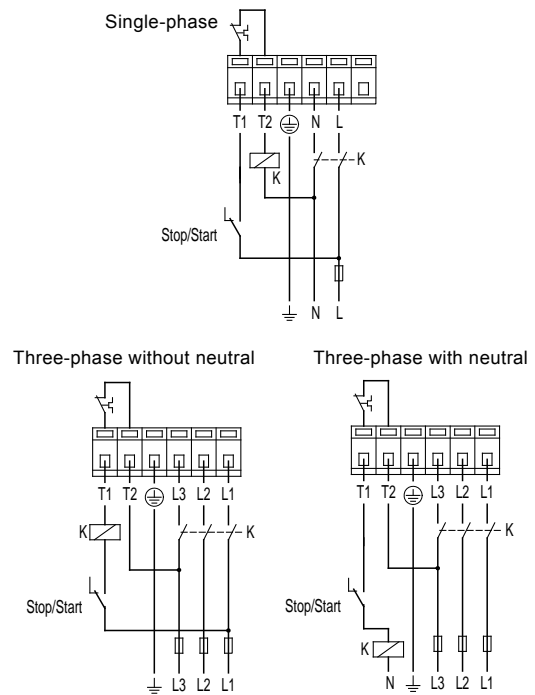 Single-phase
T1 T2 N L
K
K
Stop/Start
N L
Three-phase without neutral
T1 T2 L3 L2 L1
K
K
Stop/Start
L3 L2 L1
Three-phase with neutral
T1 T2 L3 L2 L1
K
Stop/Start
K
N L3 L2 L1